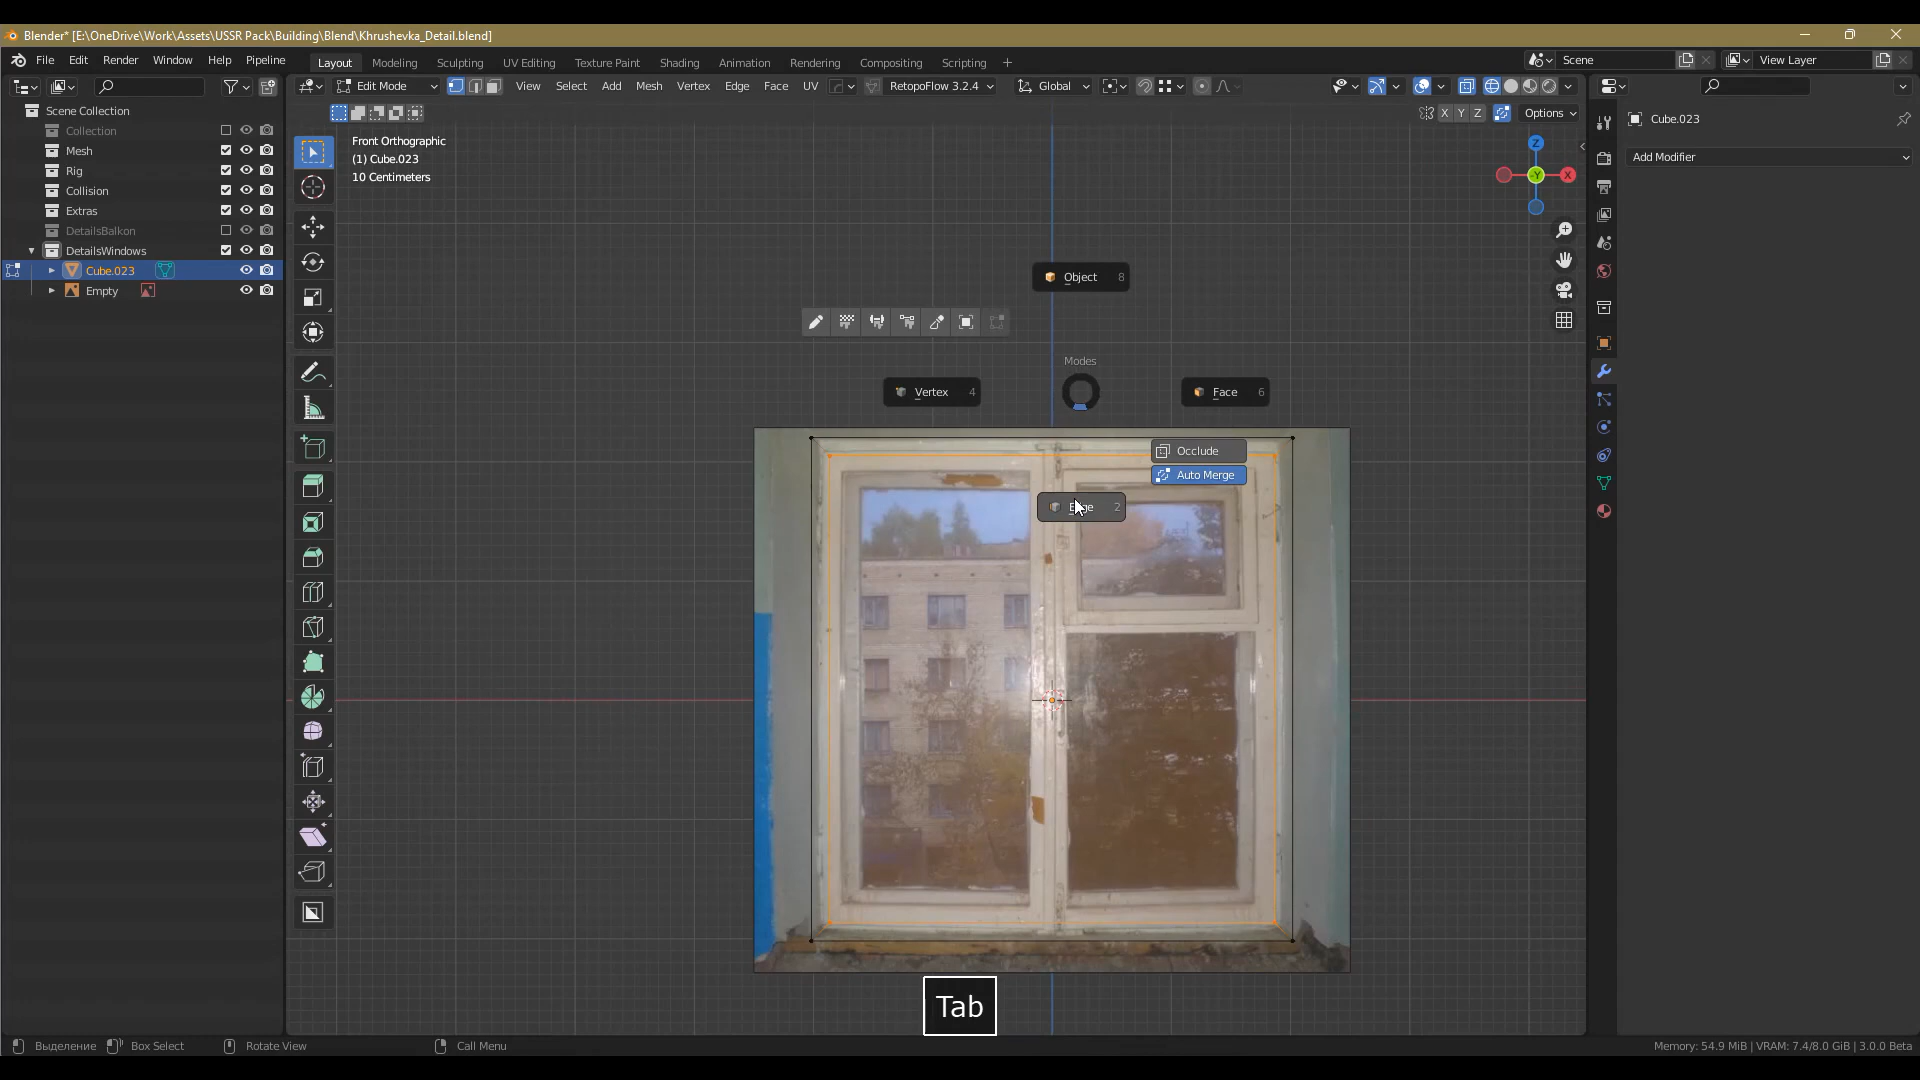 Blender* [E:\OneDrive\Work\Assets\USSR Pack\Building\Blend\Khrushevka_Detail.blend]
File Edit Render Window Help Pipeline
Layout Modeling Sculpting UV Editing Texture Paint Shading Animation Rendering Compositing Scripting +
Scene
View Layer
Edit Mode
View Select Add Mesh Vertex Edge Face UV
RetopoFlow 3.2.4
Global
X Y Z
Options
Scene Collection
Collection
Mesh
Rig
Collision
Extras
DetailsBalkon
DetailsWindows
Cube.023
Empty
Front Orthographic
(1) Cube.023
10 Centimeters
Z
-Y
X
Cube.023
Add Modifier
Object 8
Modes
Vertex 4
Face 6
Occlude
Auto Merge
Edge 2
Tab
Выделение
Box Select
Rotate View
Call Menu
Memory: 54.9 MiB | VRAM: 7.4/8.0 GiB | 3.0.0 Beta